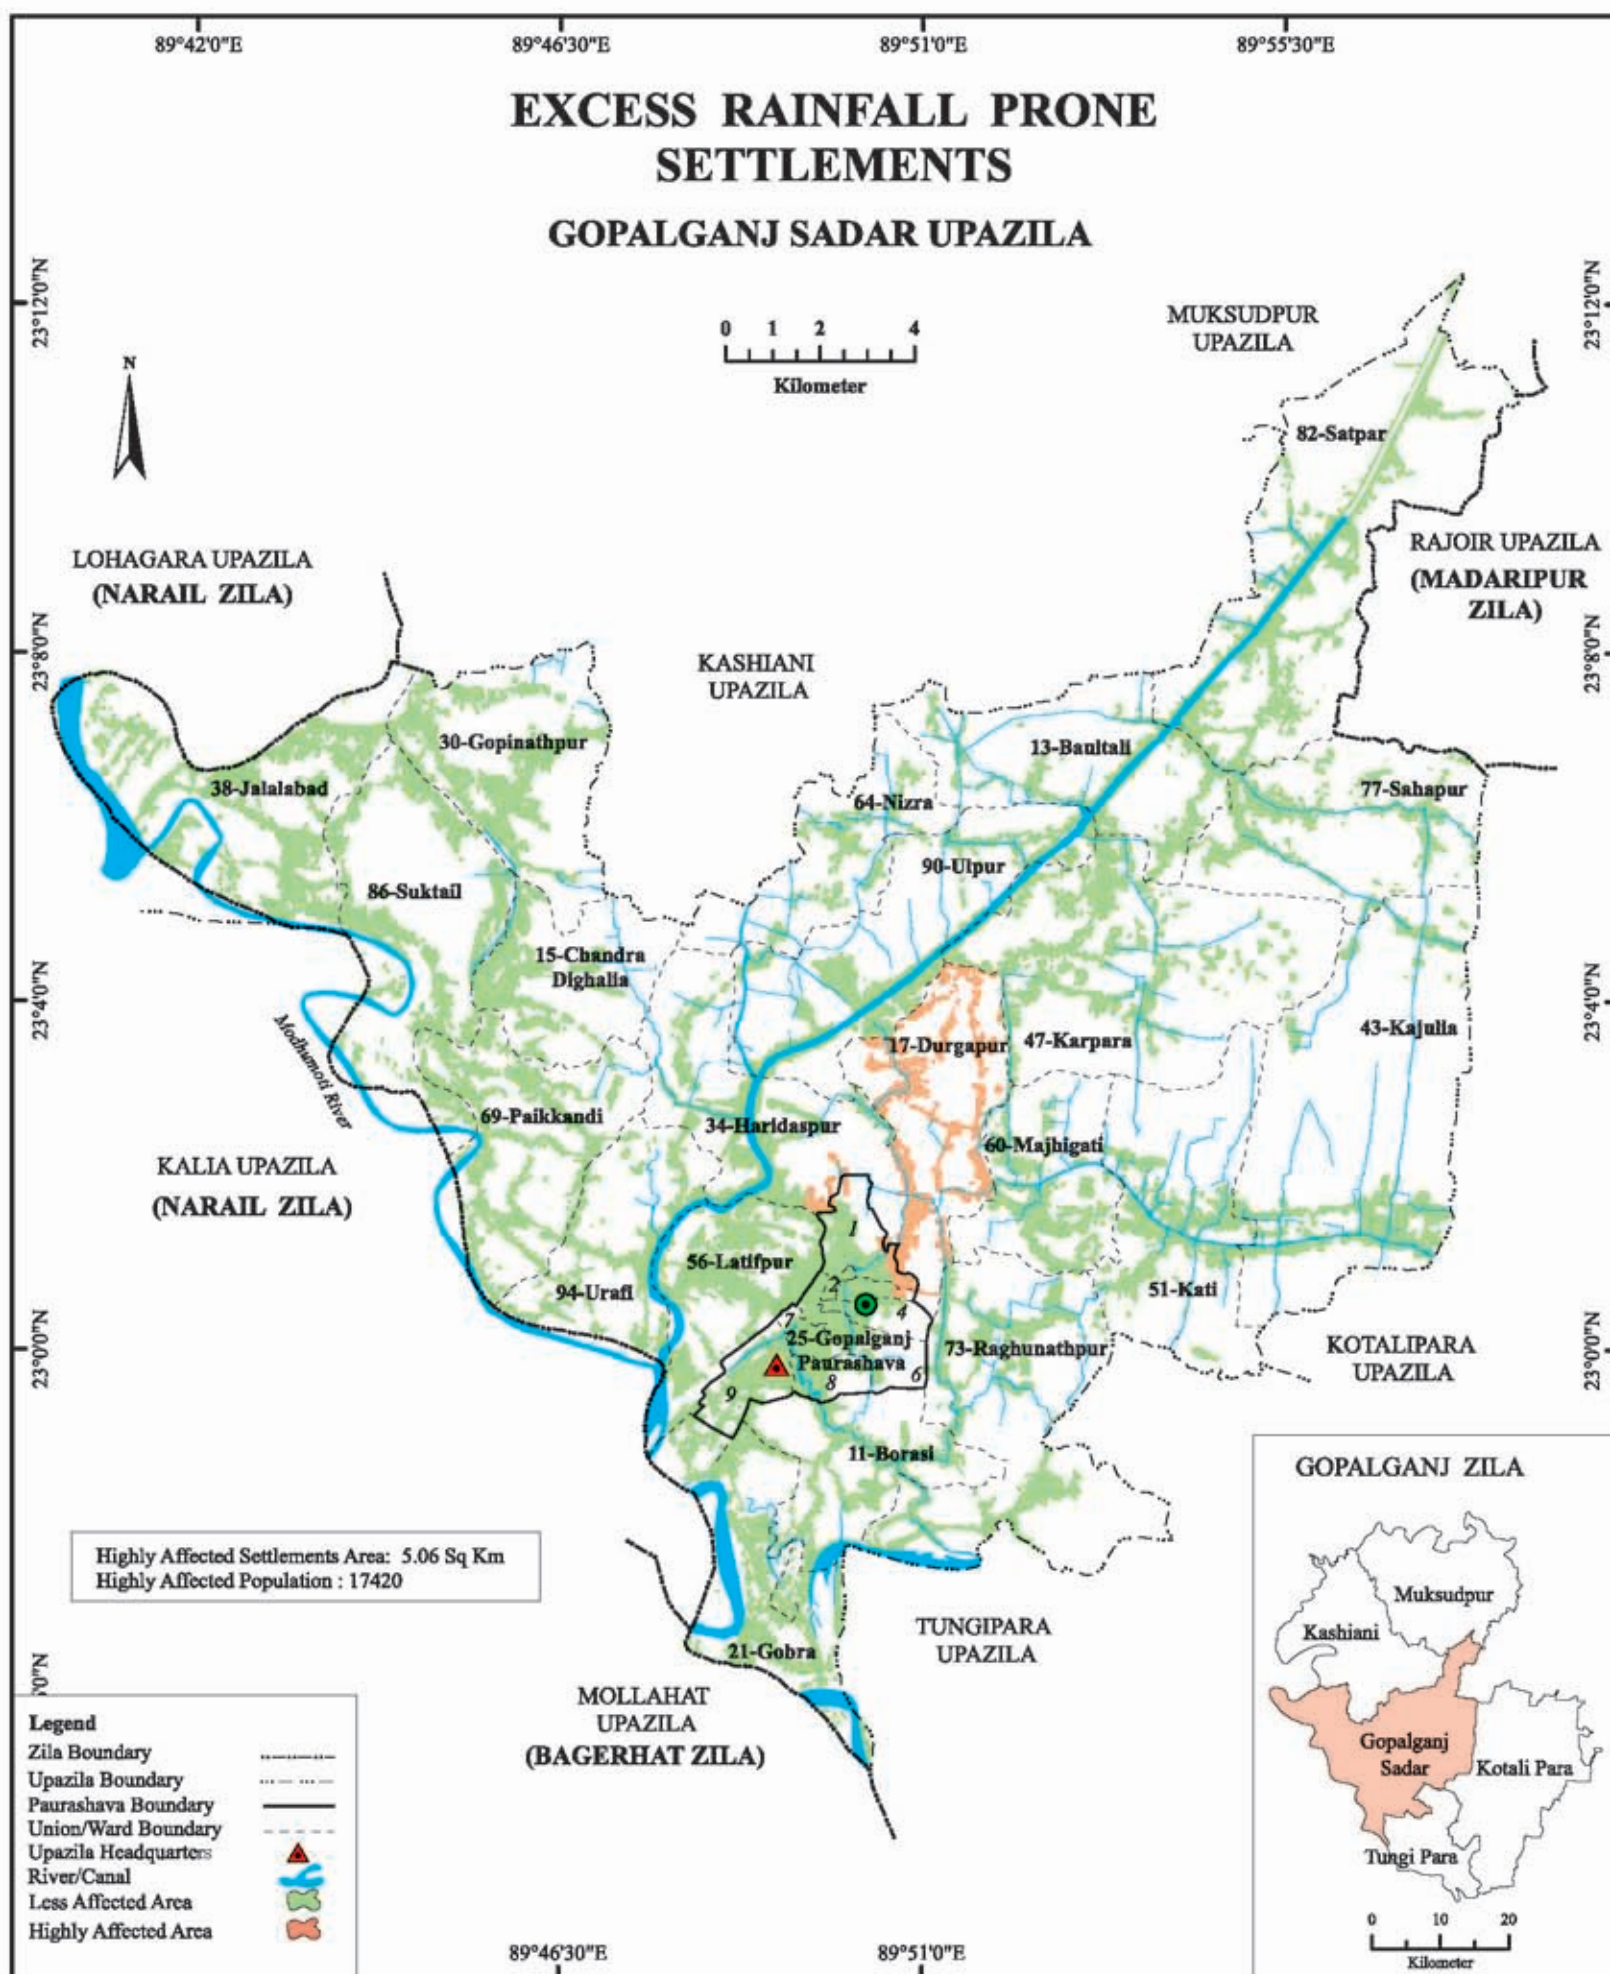 89°42'0"E
89°46'30"E
89°51'0"E
89°55'30"E
EXCESS RAINFALL PRONE
SETTLEMENTS
GOPALGANJ SADAR UPAZILA
23°12'0"N
23°12'0"N
0 1 2 4
Kilometer
N
MUKSUDPUR
UPAZILA
82-Satpar
LOHAGARA UPAZILA
(NARAIL ZILA)
RAJOIR UPAZILA
(MADARIPUR
ZILA)
23°8'0"N
23°8'0"N
KASHIANI
UPAZILA
30-Gopinathpur
13-Baultali
38-Jalalabad
64-Nizra
77-Sahapur
86-Suktail
90-Ulpur
15-Chandra
Dighalia
23°4'0"N
23°4'0"N
Modhumoti River
17-Durgapur
47-Karpara
43-Kajulia
69-Paikkandi
34-Haridaspur
60-Majhigati
KALIA UPAZILA
(NARAIL ZILA)
1
56-Latifpur
94-Urafi
2
4
51-Kati
7
25-Gopalganj
Paurashava
73-Raghunathpur
6
8
9
23°0'0"N
23°0'0"N
KOTALIPARA
UPAZILA
11-Borasi
Highly Affected Settlements Area: 5.06 Sq Km
Highly Affected Population : 17420
21-Gobra
TUNGIPARA
UPAZILA
MOLLAHAT
UPAZILA
(BAGERHAT ZILA)
Legend
Zila Boundary
Upazila Boundary
Paurashava Boundary
Union/Ward Boundary
Upazila Headquarters
River/Canal
Less Affected Area
Highly Affected Area
GOPALGANJ ZILA
Muksudpur
Kashiani
Gopalganj
Sadar
Kotali Para
Tungi Para
0 10 20
Kilometer
89°46'30"E
89°51'0"E